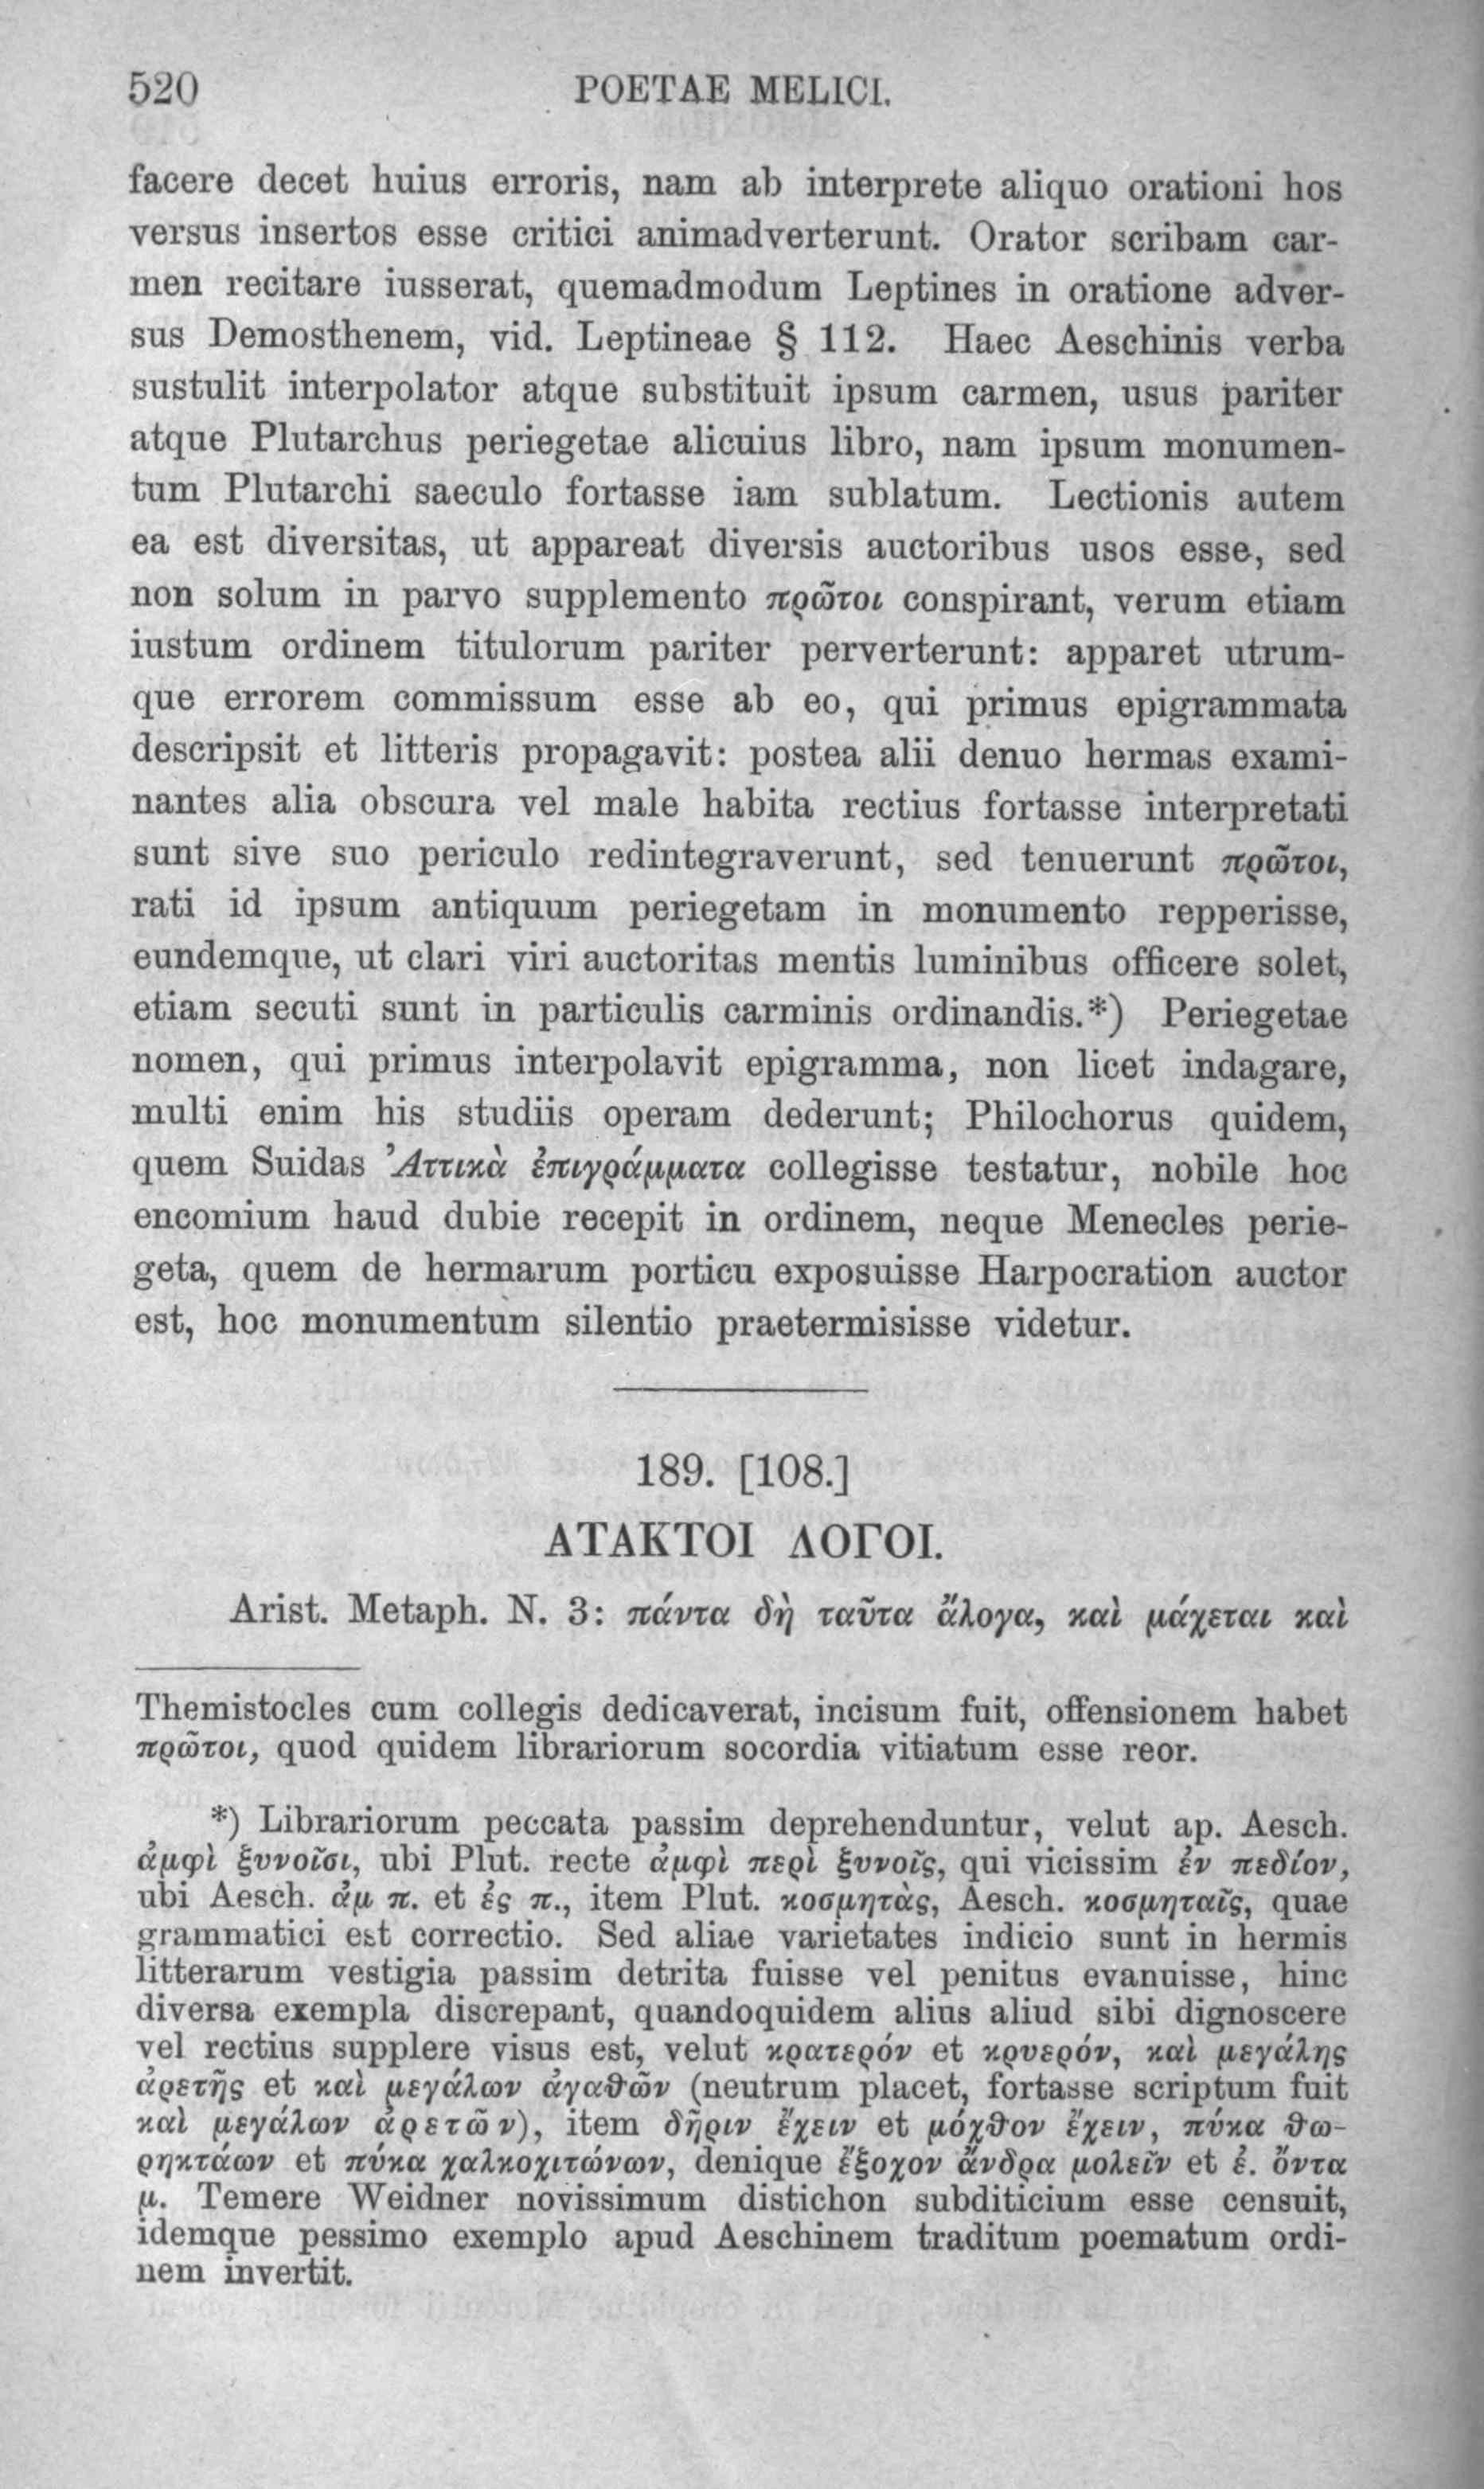 520 POETAE MELICI.
facere decet huius erroris, nam ab interprete aliquo orationi hos
versus insertos esse critici animadverterunt. Orator scribam car-
men recitare iusserat, quemadmodum Leptines in oratione adver-
sus Demosthenem, vid. Leptineae § 112. Haec Aeschinis verba
sustulit interpolator atque substituit ipsum carmen, usus pariter
atque Plutarchus periegetae alicuius libro, nam ipsum monumen-
tum Plutarchi saeculo fortasse iam sublatum. Lectionis autem
ea est diversitas, ut appareat diversis auctoribus usos esse, sed
non solum in parvo supplemento πρῶτοι conspirant, verum etiam
iustum ordinem titulorum pariter perverterunt: apparet utrum-
que errorem commissum esse ab eo, qui primus epigrammata
descripsit et litteris propagavit: postea alii denuo hermas exami-
nantes alia obscura vel male habita rectius fortasse interpretati
sunt sive suo periculo redintegraverunt, sed tenuerunt πρῶτοι,
rati id ipsum antiquum periegetam in monumento repperisse,
eundemque, ut clari viri auctoritas mentis luminibus officere solet,
etiam secuti sunt in particulis carminis ordinandis.*) Periegetae
nomen, qui primus interpolavit epigramma, non licet indagare,
multi enim his studiis operam dederunt; Philochorus quidem,
quem Suidas Ἀττικὰ ἐπιγράμματα collegisse testatur, nobile hoc
encomium haud dubie recepit in ordinem, neque Menecles perie-
geta, quem de hermarum porticu exposuisse Harpocration auctor
est, hoc monumentum silentio praetermisisse videtur.
189. [108.]
ΑΤΑΚΤΟΙ ΛΟΓΟΙ.
Arist. Metaph. N. 3: πάντα δὴ ταῦτα ἄλογα, καὶ μάχεται καὶ
Themistocles cum collegis dedicaverat, incisum fuit, offensionem habet
πρῶτοι, quod quidem librariorum socordia vitiatum esse reor.
*) Librariorum peccata passim deprehenduntur, velut ap. Aesch.
ἀμφὶ ξυνοῖσι, ubi Plut. recte ἀμφὶ περὶ ξυνοῖς, qui vicissim ἐν πεδίον,
ubi Aesch. ἀμ π. et ἐς π., item Plut. κοσμητὰς, Aesch. κοσμηταῖς, quae
grammatici est correctio. Sed aliae varietates indicio sunt in hermis
litterarum vestigia passim detrita fuisse vel penitus evanuisse, hinc
diversa exempla discrepant, quandoquidem alius aliud sibi dignoscere
vel rectius supplere visus est, velut κρατερόν et κρυερόν, καὶ μεγάλης
ἀρετῆς et καὶ μεγάλων ἀγαθῶν (neutrum placet, fortasse scriptum fuit
καὶ μεγάλων ἀρετῶν), item δῆριν ἔχειν et μόχθον ἔχειν, πύκα θω-
ρηκτάων et πύκα χαλκοχιτώνων, denique ἔξοχον ἄνδρα μολεῖν et ἐ. ὄντα
μ. Temere Weidner novissimum distichon subditicium esse censuit,
idemque pessimo exemplo apud Aeschinem traditum poematum ordi-
nem invertit.